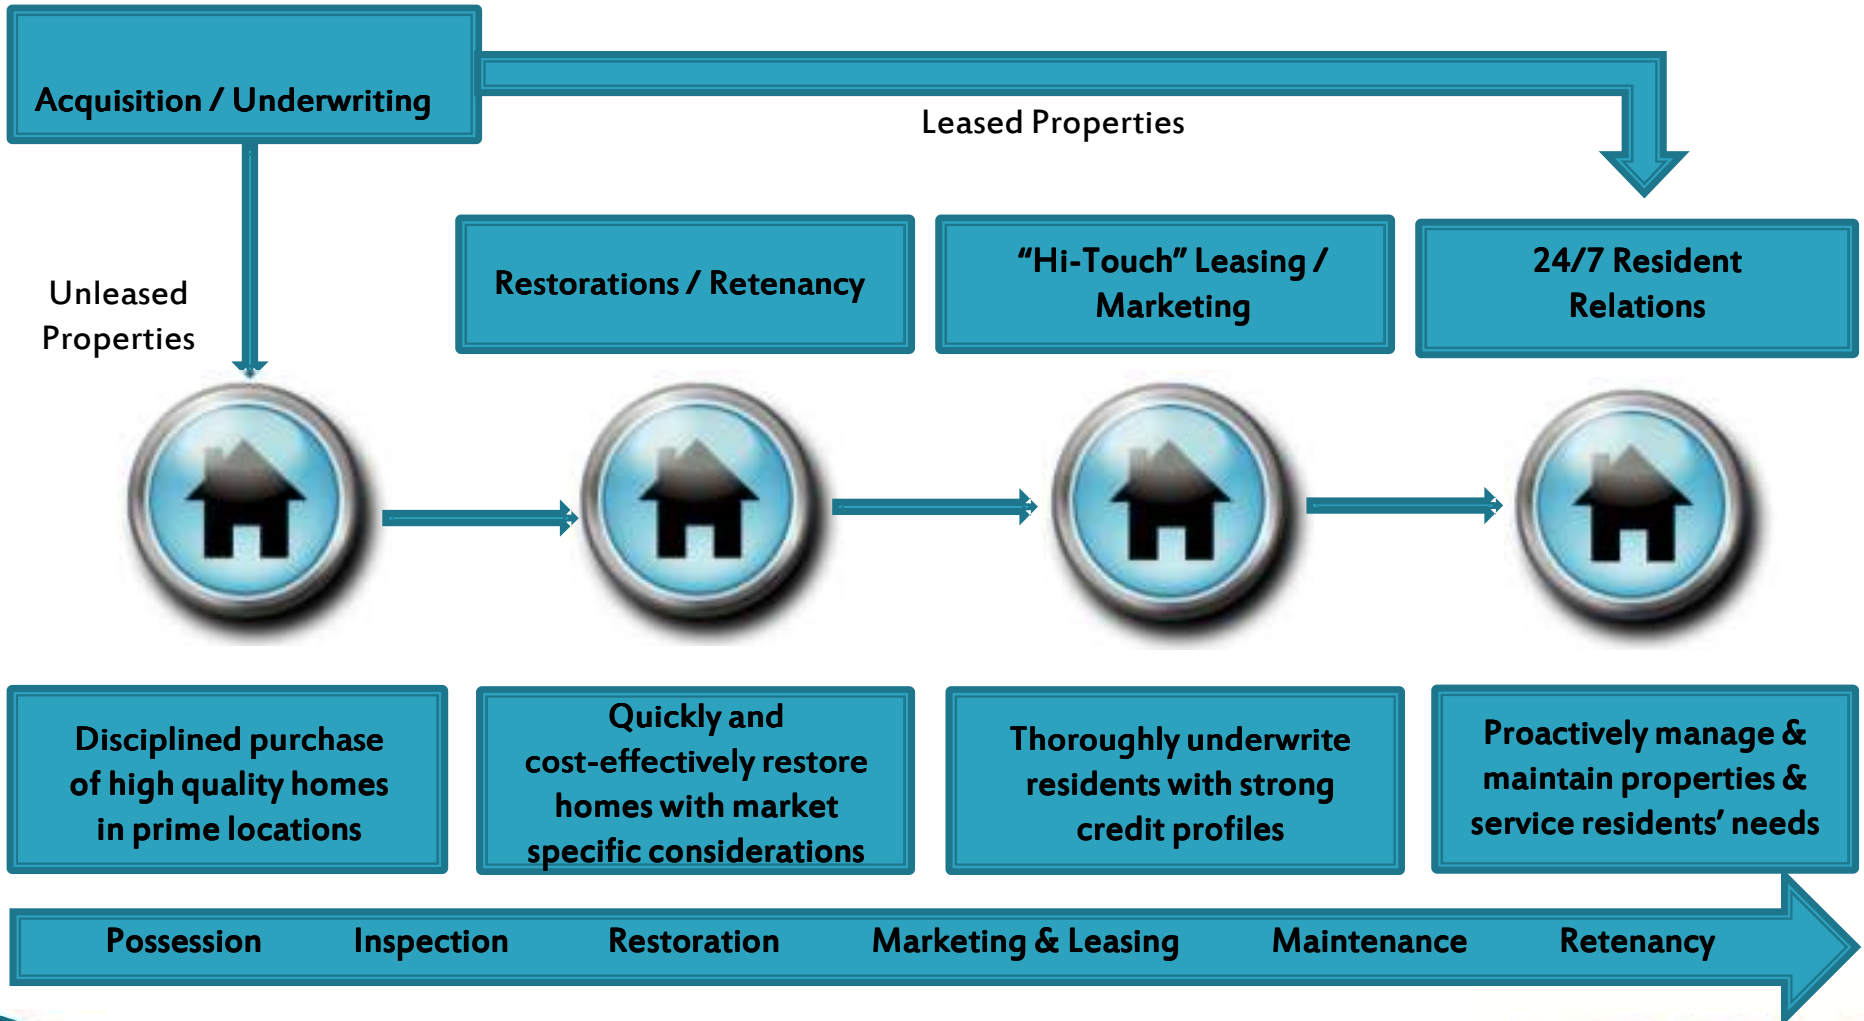 Acquisition / Underwriting
Leased Properties
Unleased
Properties
Restorations / Retenancy
“Hi-Touch” Leasing /
Marketing
24/7 Resident
Relations
Disciplined purchase
of high quality homes
in prime locations
Quickly and
cost-effectively restore
homes with market
specific considerations
Thoroughly underwrite
residents with strong
credit profiles
Proactively manage &
maintain properties &
service residents’ needs
Possession Inspection Restoration Marketing & Leasing Maintenance Retenancy